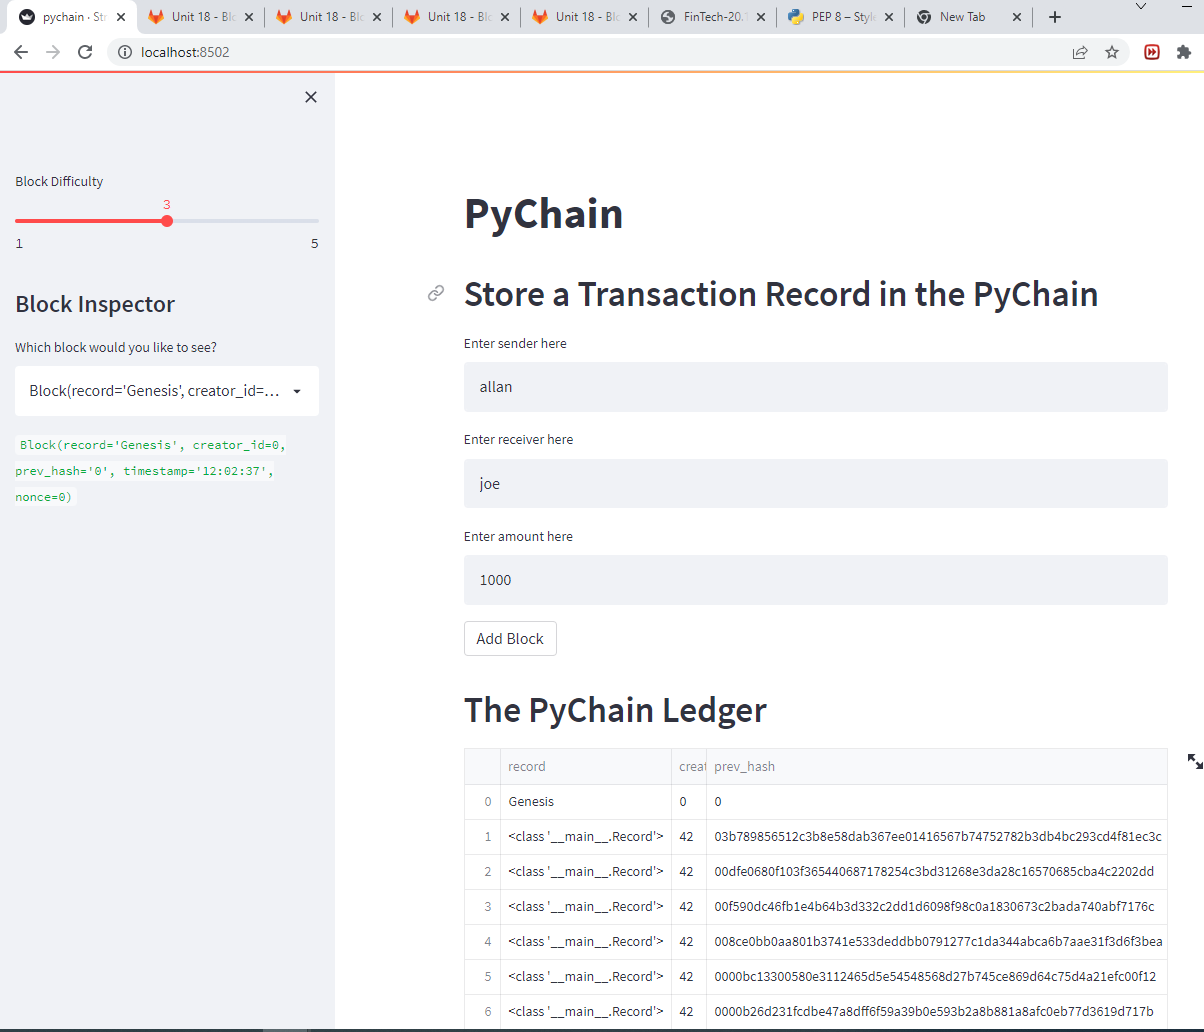 pychain · Str
Unit 18 - Blo
Unit 18 - Blo
Unit 18 - Blo
Unit 18 - Blo
FinTech-20.1
PEP 8 – Style
New Tab
localhost:8502
Block Difficulty
3
1 5
Block Inspector
Which block would you like to see?
Block(record='Genesis', creator_id=...
Block(record='Genesis', creator_id=0,
prev_hash='0', timestamp='12:02:37',
nonce=0)
PyChain
Store a Transaction Record in the PyChain
Enter sender here
allan
Enter receiver here
joe
Enter amount here
1000
Add Block
The PyChain Ledger
record creat prev_hash
0 Genesis 0 0
1 <class '__main__.Record'> 42 03b789856512c3b8e58dab367ee01416567b74752782b3db4bc293cd4f81ec3c
2 <class '__main__.Record'> 42 00dfe0680f103f365440687178254c3bd31268e3da28c16570685cba4c2202dd
3 <class '__main__.Record'> 42 00f590dc46fb1e4b64b3d332c2dd1d6098f98c0a1830673c2bada740abf7176c
4 <class '__main__.Record'> 42 008ce0bb0aa801b3741e533deddbb0791277c1da344abca6b7aae31f3d6f3bea
5 <class '__main__.Record'> 42 0000bc13300580e3112465d5e54548568d27b745ce869d64c75d4a21efc00f12
6 <class '__main__.Record'> 42 0000b26d231fcdbe47a8dff6f59a39b0e593b2a8b881a8afc0eb77d3619d717b